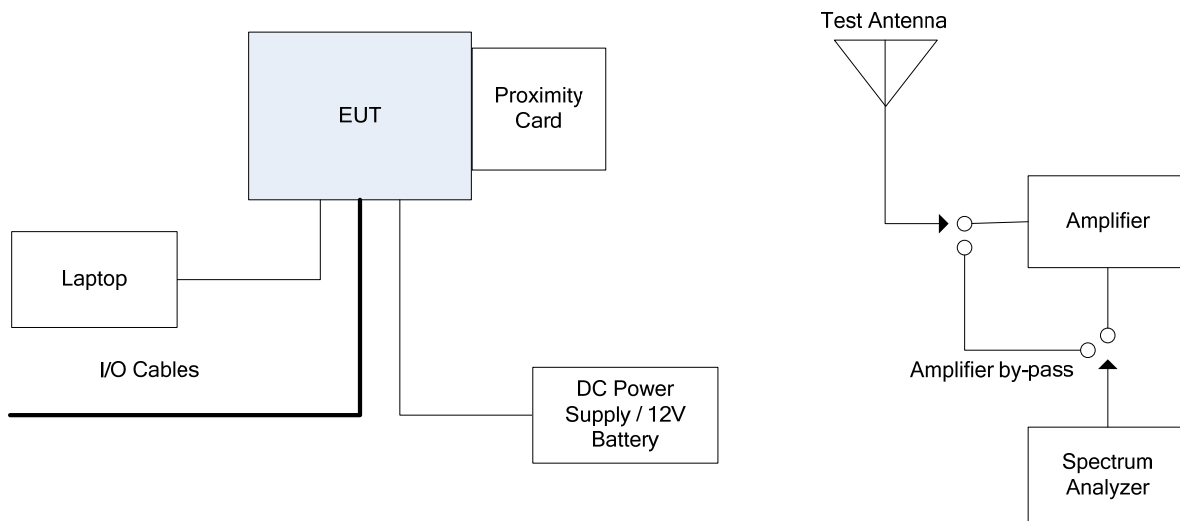 Test Antenna
EUT
Proximity
Card
Amplifier
Laptop
I/O Cables
Amplifier by-pass
DC Power
Supply / 12V
Battery
Spectrum
Analyzer